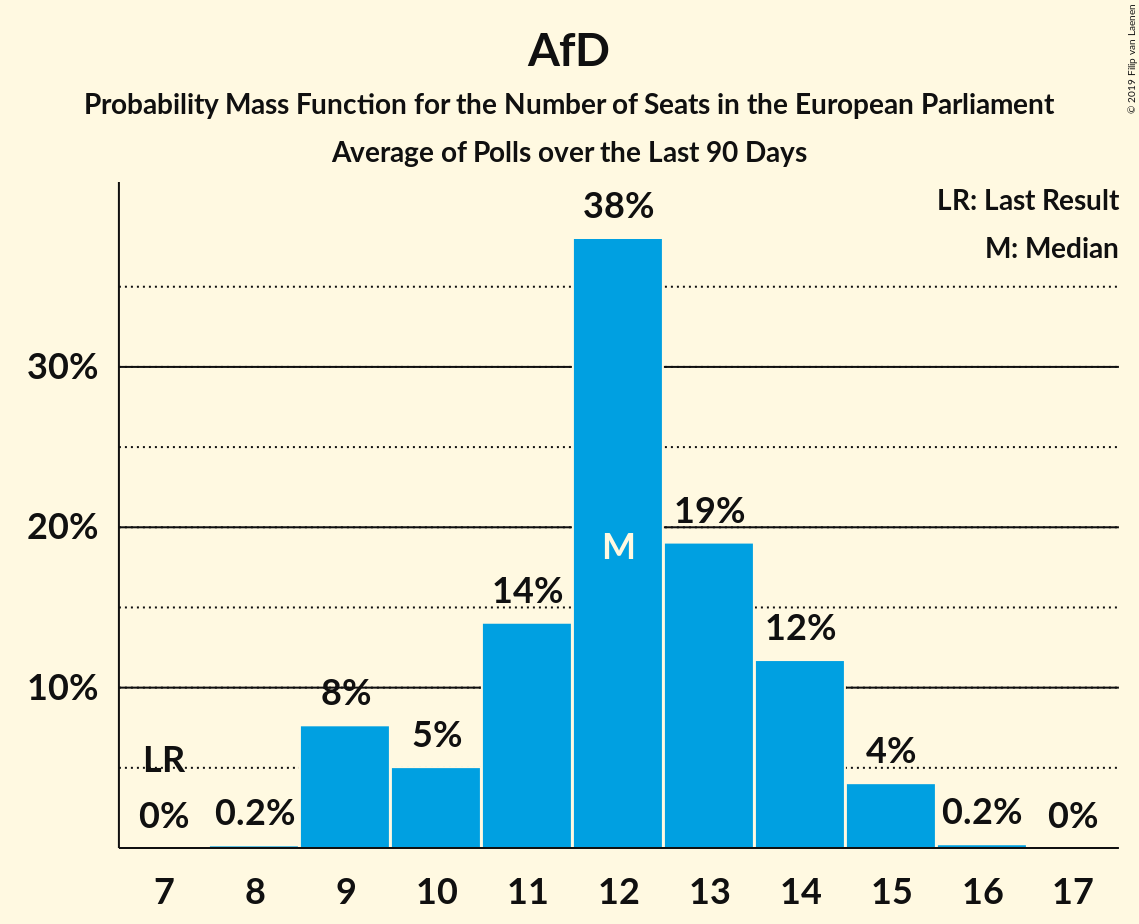 AfD
Probability Mass Function for the Number of Seats in the European Parliament
Average of Polls over the Last 90 Days
© 2019 Filip van Laenen
LR: Last Result
M: Median
38%
30%
20%
19%
M
14%
12%
10%
8%
5%
4%
LR
0%
0.2%
0.2%
0%
7 8 9 10 11 12 13 14 15 16 17